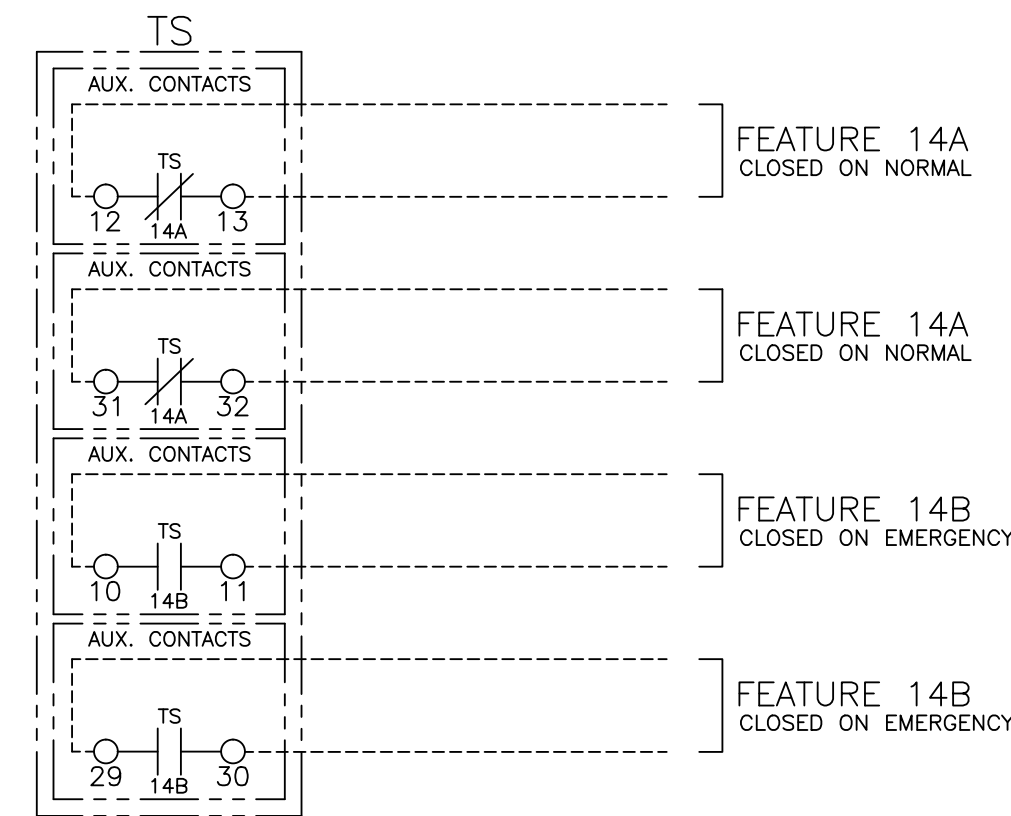 TS
AUX. CONTACTS
TS
12
13
14A
FEATURE 14A
CLOSED ON NORMAL
AUX. CONTACTS
TS
31
32
14A
FEATURE 14A
CLOSED ON NORMAL
AUX. CONTACTS
TS
10
11
14B
FEATURE 14B
CLOSED ON EMERGENCY
AUX. CONTACTS
TS
29
30
14B
FEATURE 14B
CLOSED ON EMERGENCY